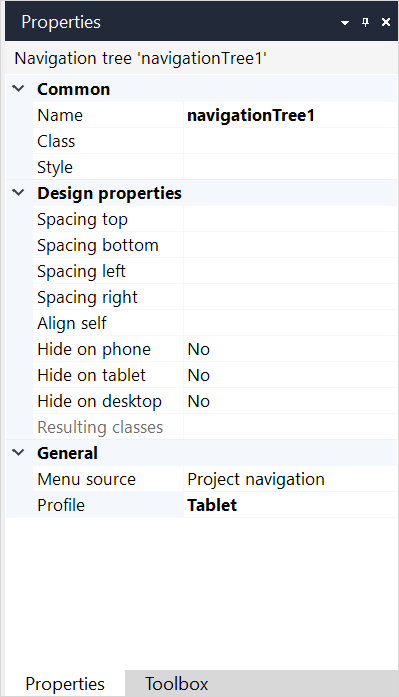 Properties
Navigation tree 'navigationTree1'
Common
Name navigationTree1
Class
Style
Design properties
Spacing top
Spacing bottom
Spacing left
Spacing right
Align self
Hide on phone No
Hide on tablet No
Hide on desktop No
Resulting classes
General
Menu source Project navigation
Profile Tablet
Properties Toolbox